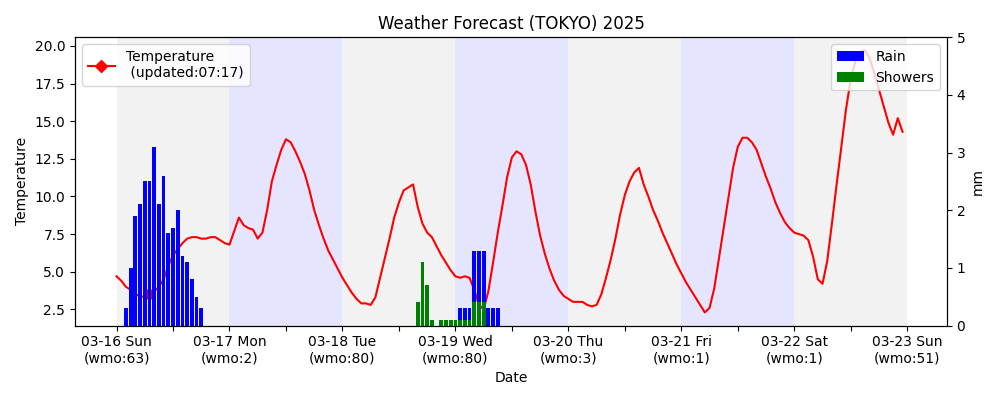 Weather Forecast (TOKYO) 2025
Temperature
(updated:07:17)
Rain
Showers
20.0
17.5
15.0
12.5
10.0
7.5
5.0
2.5
Temperature
5
4
3
2
1
0
mm
03-16 Sun
(wmo:63)
03-17 Mon
(wmo:2)
03-18 Tue
(wmo:80)
03-19 Wed
(wmo:80)
03-20 Thu
(wmo:3)
03-21 Fri
(wmo:1)
03-22 Sat
(wmo:1)
03-23 Sun
(wmo:51)
Date